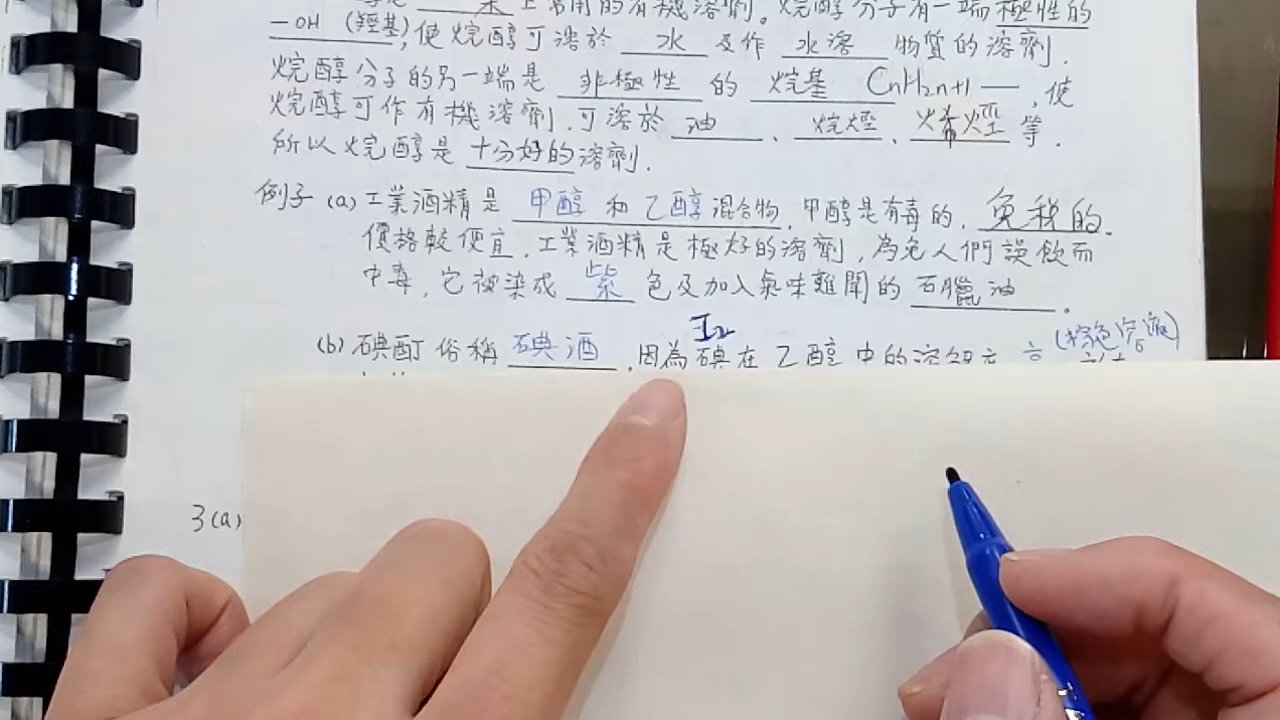 業上常用的有機溶劑。烷醇分子有一端極性的
－OH (羥基),使烷醇可溶於 水 及作 水溶 物質的溶劑.
烷醇分子的另一端是 非極性 的 烷基 CnH2n+1 — ,使
烷醇可作有機溶劑.可溶於 油 、烷烴、烯烴 等.
所以烷醇是 十分好的溶劑.
例子 (a) 工業酒精是 甲醇 和 乙醇混合物. 甲醇是有毒的. 免稅的.
價格較便宜. 工業酒精是極好的溶劑, 為免人們誤飲而
中毒, 它被染成 紫 色及加入氣味難聞的 石臘油 .
I2
(b) 碘酊俗稱 碘酒 .因為碘在乙醇中的溶解
3(a)